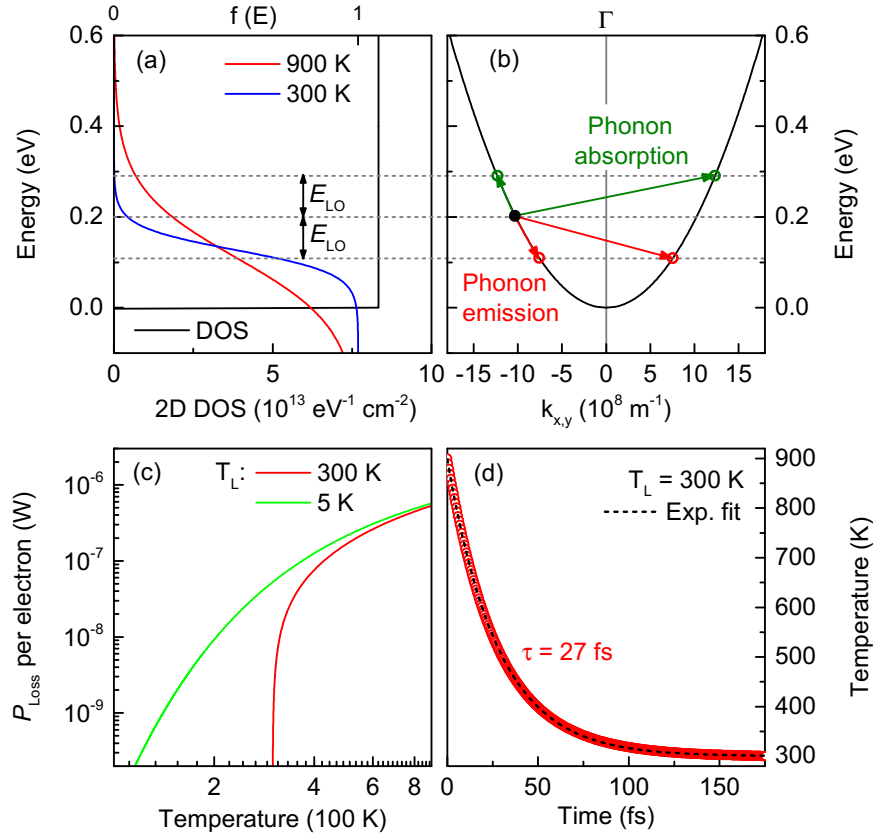 0 f (E) 1 Γ
0.6 (a) 900 K (b) 0.6
300 K
Phonon
absorption
0.4 0.4
E_LO
0.2 0.2
E_LO
Phonon
emission
0.0 0.0
DOS
Energy (eV)
Energy (eV)
0 5 10 -15 -10 -5 0 5 10 15
2D DOS (10^13 eV^-1 cm^-2) k_x,y (10^8 m^-1)
(c) T_L: 300 K (d) T_L = 300 K 900
5 K Exp. fit
10^-6 800
10^-7 700
600
τ = 27 fs
10^-8 500
10^-9 400
300
P_Loss per electron (W)
Temperature (K)
2 4 6 8 0 50 100 150
Temperature (100 K) Time (fs)